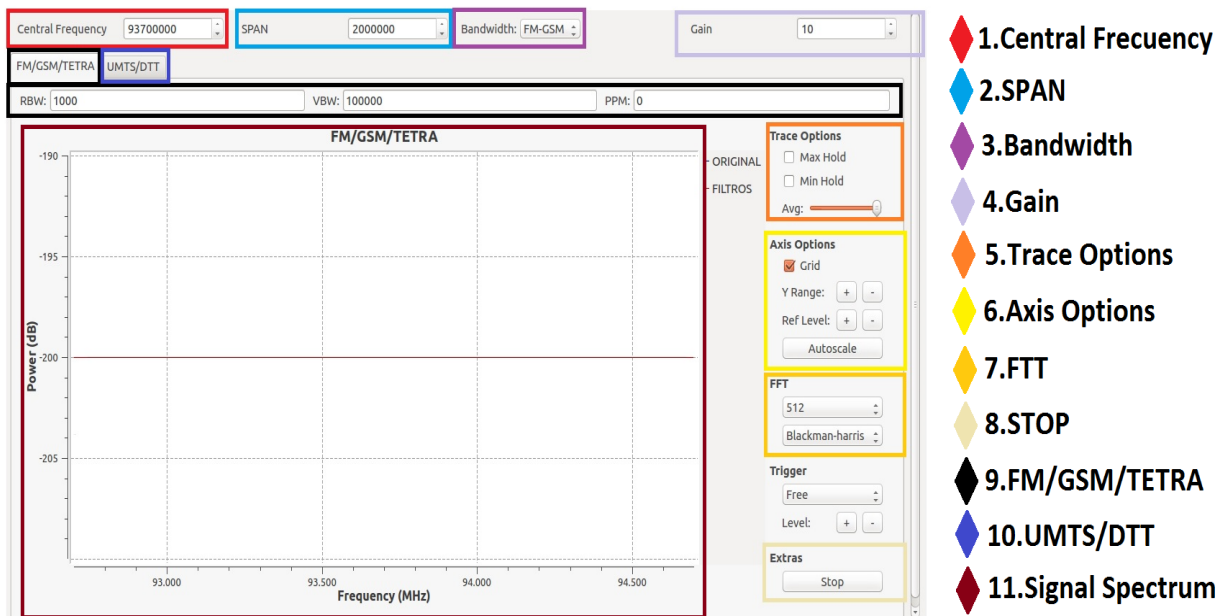 Central Frequency 93700000 SPAN 2000000 Bandwidth: FM-GSM Gain 10
FM/GSM/TETRA UMTS/DTT
RBW: 1000 VBW: 100000 PPM: 0
FM/GSM/TETRA
-190
-195
-200
-205
Power (dB)
93.000 93.500 94.000 94.500
Frequency (MHz)
ORIGINAL
FILTROS
Trace Options
Max Hold
Min Hold
Avg:
Axis Options
Grid
Y Range: + -
Ref Level: + -
Autoscale
FFT
512
Blackman-harris
Trigger
Free
Level: + -
Extras
Stop
1.Central Frecuency
2.SPAN
3.Bandwidth
4.Gain
5.Trace Options
6.Axis Options
7.FTT
8.STOP
9.FM/GSM/TETRA
10.UMTS/DTT
11.Signal Spectrum